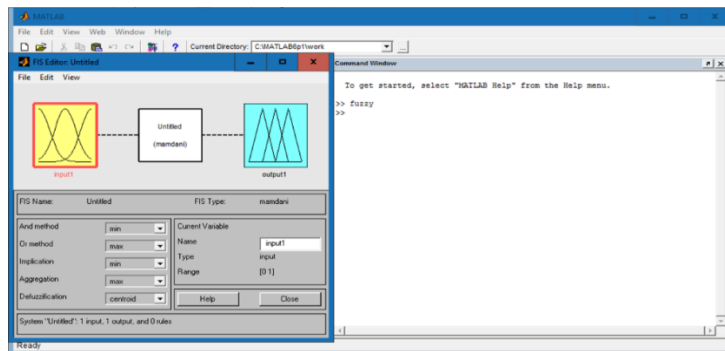 MATLAB
File Edit View Web Window Help
Current Directory: C:\MATLAB6p1\work
FIS Editor: Untitled
File Edit View
Untitled
(mamdani)
input1
output1
FIS Name: Untitled FIS Type: mamdani
And method min
Or method max
Implication min
Aggregation max
Defuzzification centroid
Current Variable
Name input1
Type input
Range [0 1]
Help Close
System "Untitled": 1 input, 1 output, and 0 rules
Ready
Command Window
To get started, select "MATLAB Help" from the Help menu.
>> fuzzy
>>